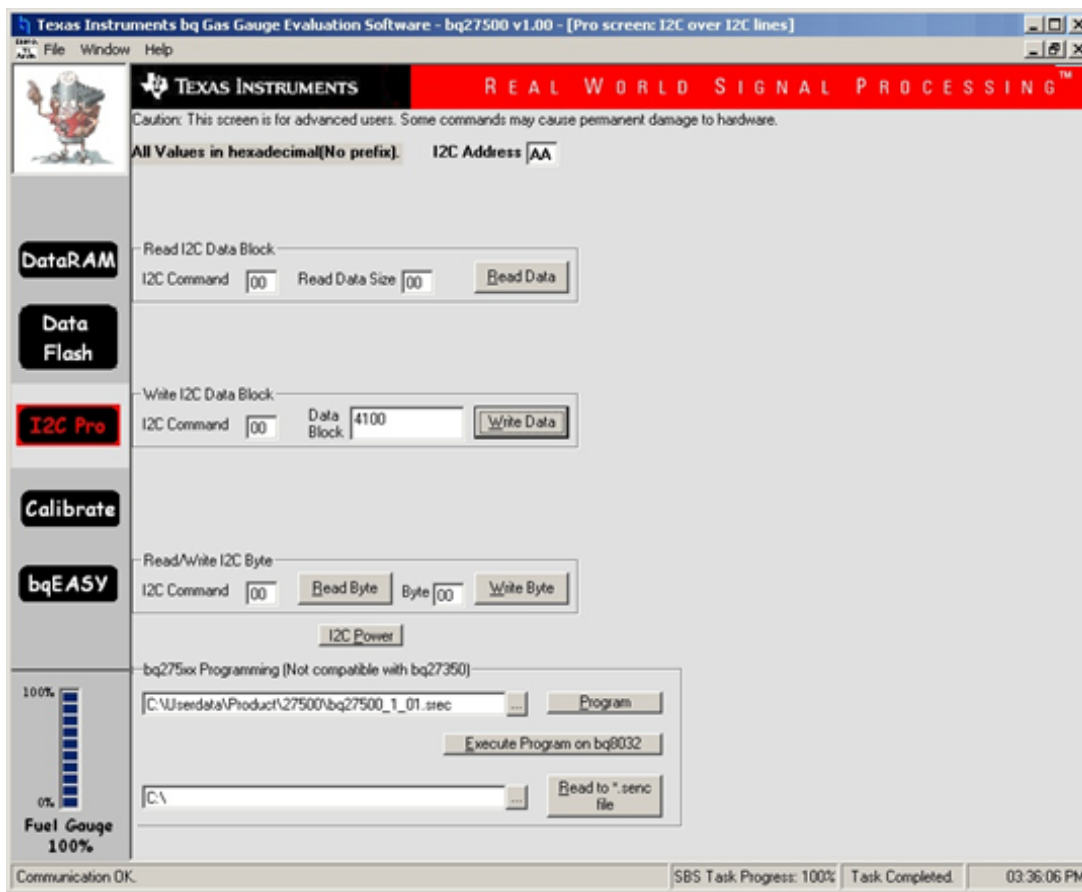 Texas Instruments bq Gas Gauge Evaluation Software - bq27500 v1.00 - [Pro screen: I2C over I2C lines]
File Window Help
TEXAS INSTRUMENTS REAL WORLD SIGNAL PROCESSING™
Caution: This screen is for advanced users. Some commands may cause permanent damage to hardware.
All Values in hexadecimal(No prefix). I2C Address AA
DataRAM
Data
Flash
I2C Pro
Calibrate
bqEASY
Read I2C Data Block
I2C Command 00 Read Data Size 00 Read Data
Write I2C Data Block
I2C Command 00 Data Block 4100 Write Data
Read/Write I2C Byte
I2C Command 00 Read Byte Byte 00 Write Byte
I2C Power
bq275xx Programming (Not compatible with bq27350)
C:\Userdata\Product\27500\bq27500_1_01.srec ... Program
Execute Program on bq8032
C:\ ... Read to *.senc file
100%
0%
Fuel Gauge
100%
Communication OK. SBS Task Progress: 100% Task Completed. 03:36:06 PM